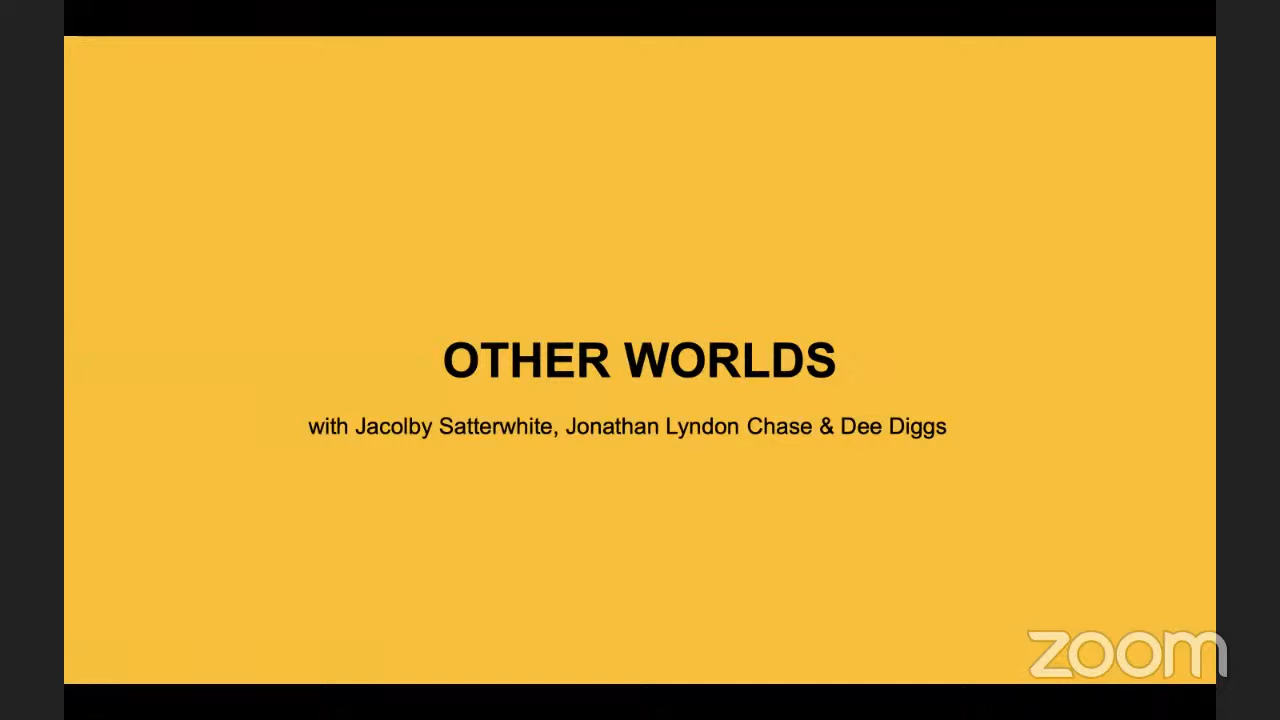 OTHER WORLDS
with Jacolby Satterwhite, Jonathan Lyndon Chase & Dee Diggs
zoom